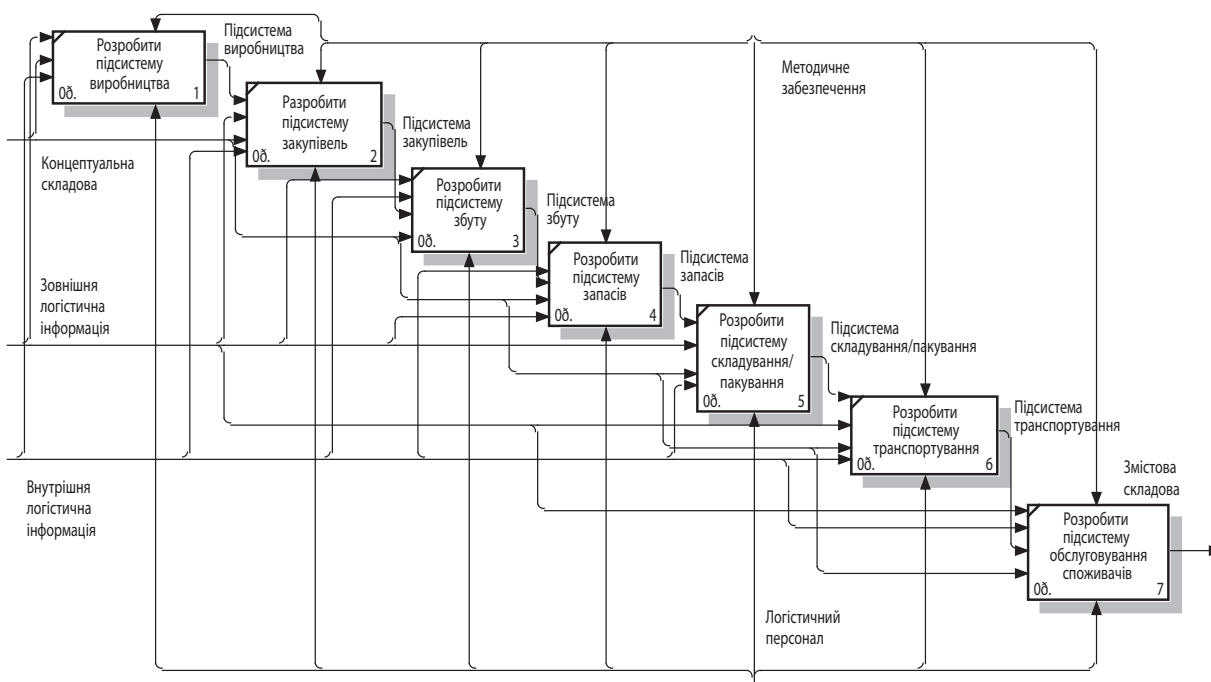 Розробити
підсистему
виробництва
0ð.
1
Підсистема
виробництва
Разробити
підсистему
закупівель
0ð.
2
Підсистема
закупівель
Методичне
забезпечення
Концептуальна
складова
Розробити
підсистему
збуту
0ð.
3
Підсистема
збуту
Зовнішня
логістична
інформація
Розробити
підсистему
запасів
0ð.
4
Підсистема
запасів
Розробити
підсистему
складування/
пакування
0ð.
5
Підсистема
складування/пакування
Розробити
підсистему
транспортування
0ð.
6
Підсистема
транспортування
Внутрішня
логістична
інформація
Змістова
складова
Розробити
підсистему
обслуговування
споживачів
0ð.
7
Логістичний
персонал